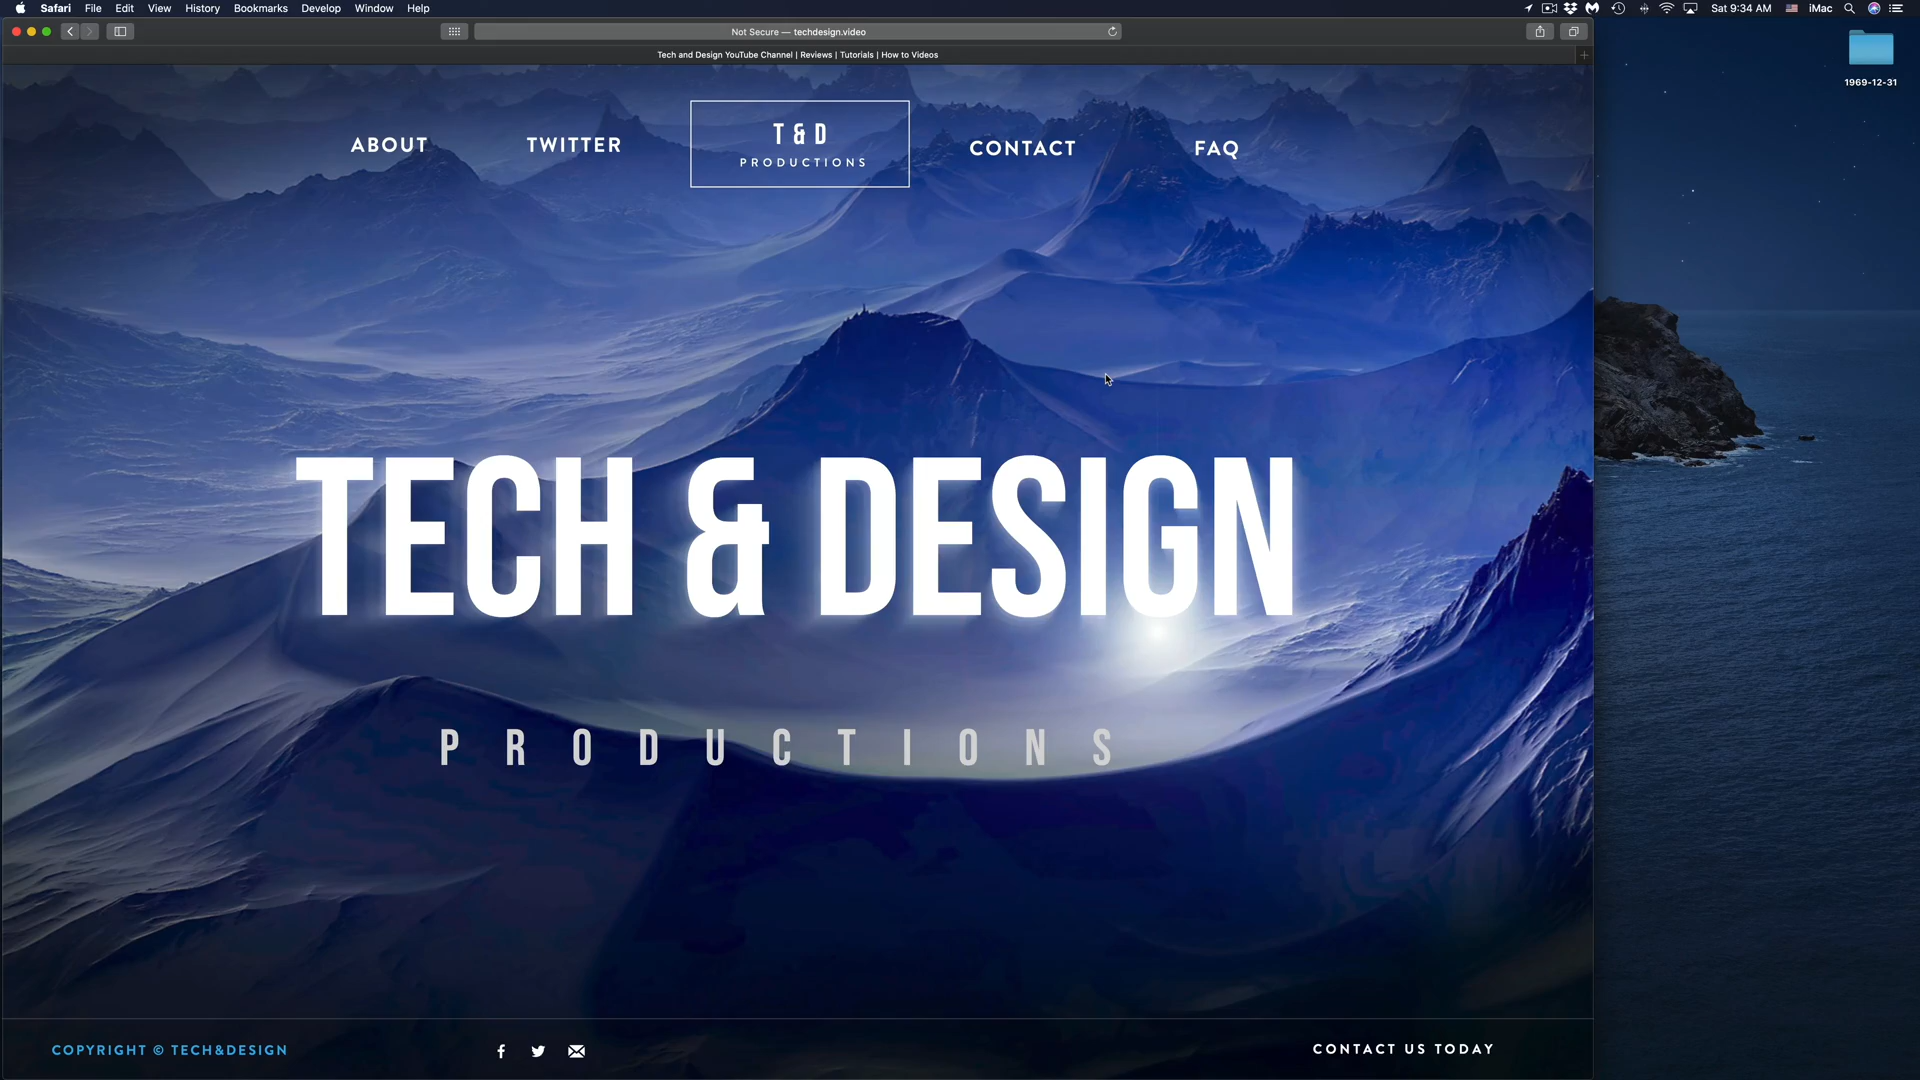 Safari File Edit View History Bookmarks Develop Window Help
Sat 9:34 AM iMac
Not Secure — techdesign.video
Tech and Design YouTube Channel | Reviews | Tutorials | How to Videos
1969-12-31
ABOUT
TWITTER
T & D
PRODUCTIONS
CONTACT
FAQ
TECH & DESIGN
PRODUCTIONS
COPYRIGHT © TECH&DESIGN
CONTACT US TODAY